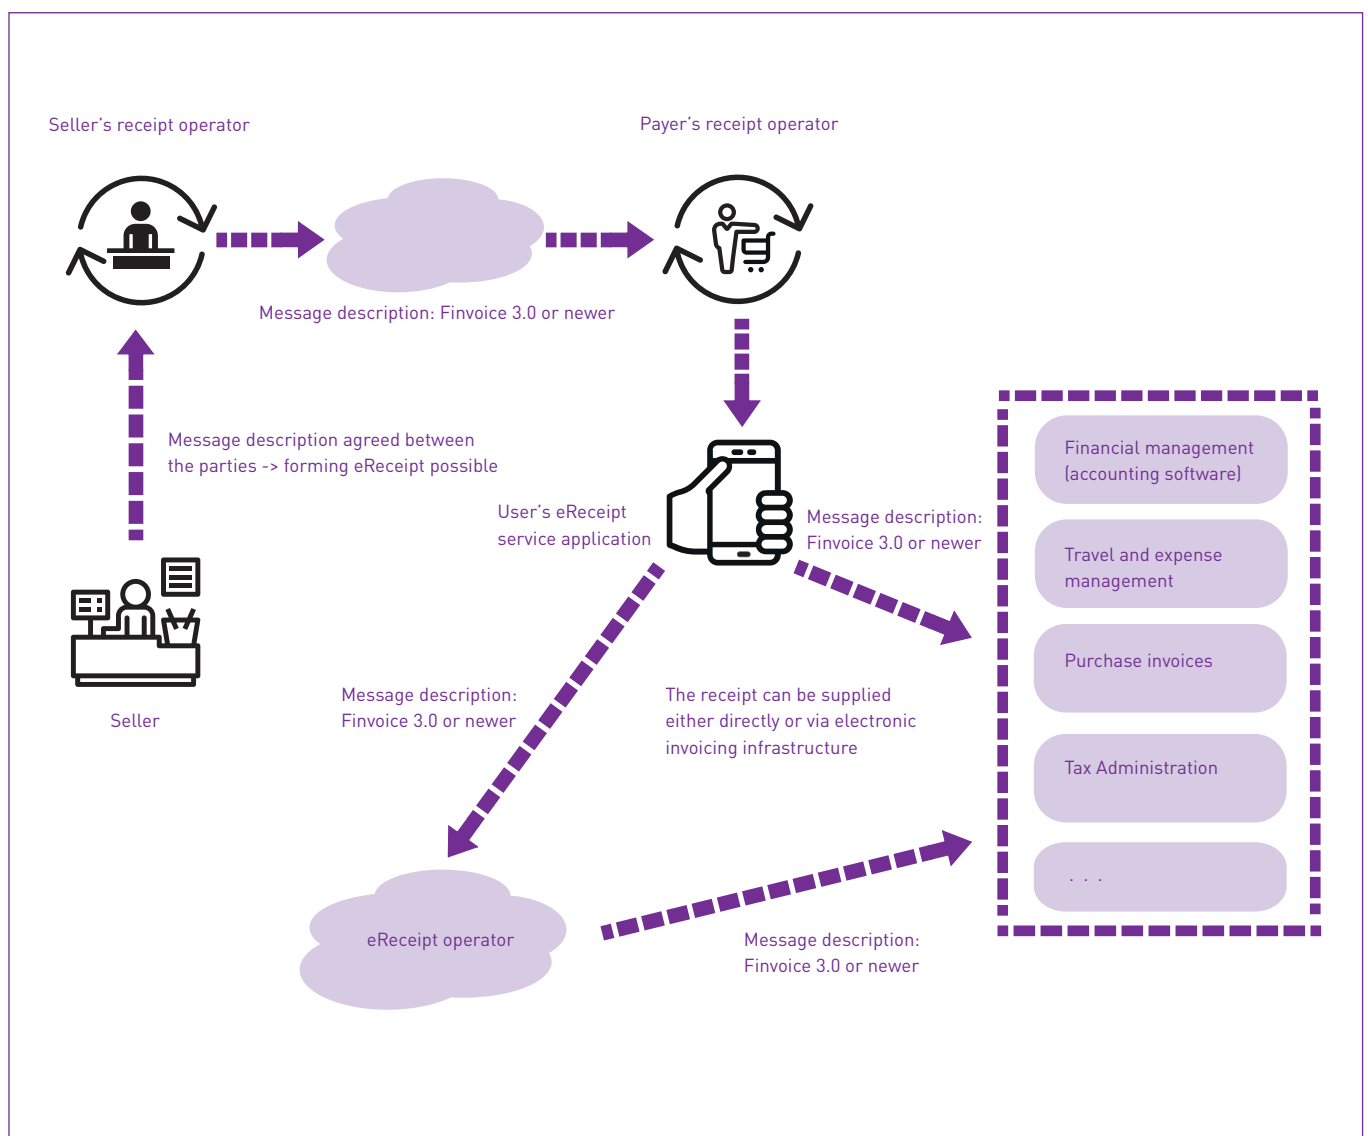 Seller’s receipt operator
Payer’s receipt operator
Message description: Finvoice 3.0 or newer
Message description agreed between
the parties -> forming eReceipt possible
User’s eReceipt
service application
Message description:
Finvoice 3.0 or newer
Financial management
(accounting software)
Travel and expense
management
Purchase invoices
Tax Administration
. . .
Seller
Message description:
Finvoice 3.0 or newer
The receipt can be supplied
either directly or via electronic
invoicing infrastructure
eReceipt operator
Message description:
Finvoice 3.0 or newer